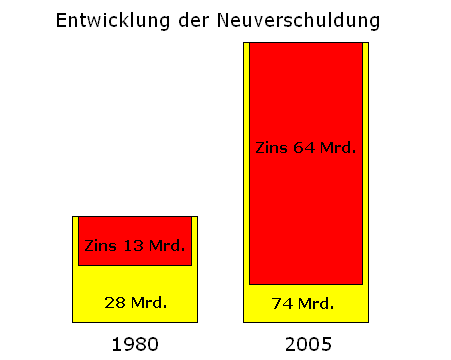 Entwicklung der Neuverschuldung
Zins 64 Mrd.
Zins 13 Mrd.
28 Mrd.
74 Mrd.
1980
2005